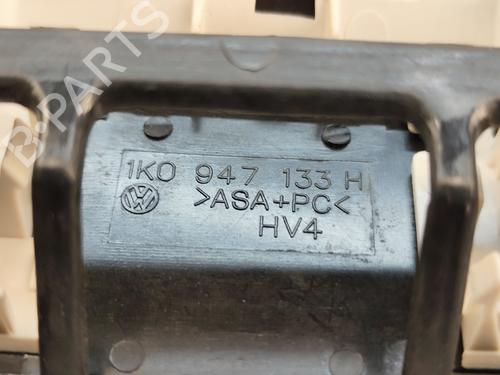 B-PARTS
1K0 947 133 H
>ASA+PC<
HV4